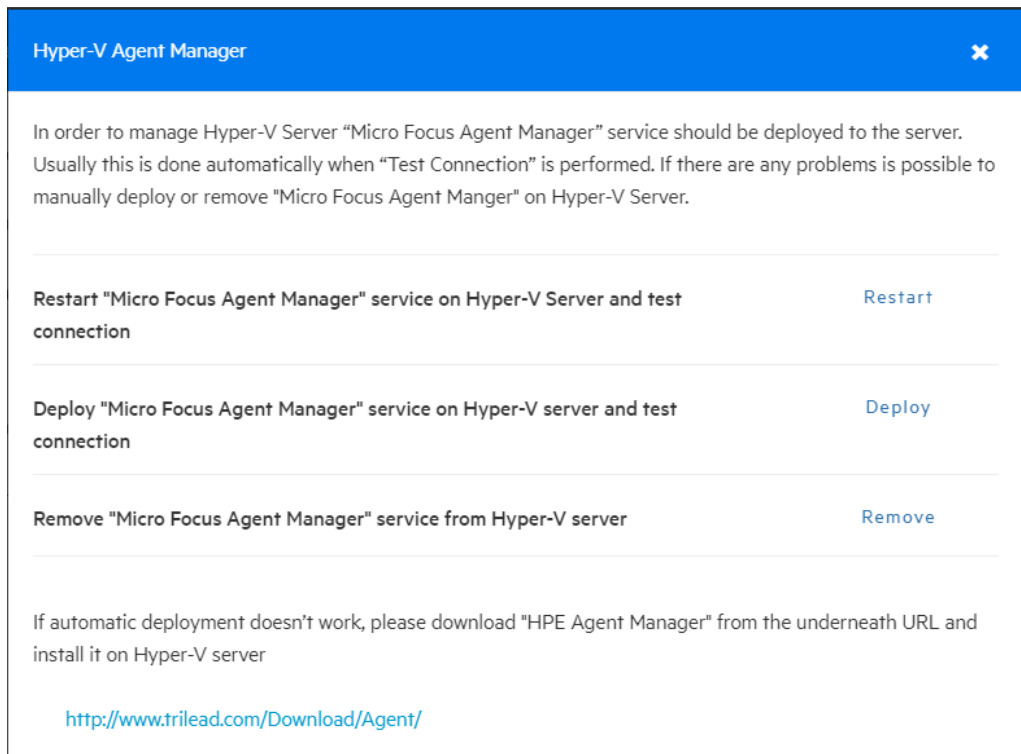 Hyper-V Agent Manager
In order to manage Hyper-V Server “Micro Focus Agent Manager” service should be deployed to the server.
Usually this is done automatically when “Test Connection” is performed. If there are any problems is possible to
manually deploy or remove "Micro Focus Agent Manger" on Hyper-V Server.
Restart "Micro Focus Agent Manager" service on Hyper-V Server and test
connection
Restart
Deploy "Micro Focus Agent Manager" service on Hyper-V server and test
connection
Deploy
Remove "Micro Focus Agent Manager" service from Hyper-V server
Remove
If automatic deployment doesn’t work, please download "HPE Agent Manager" from the underneath URL and
install it on Hyper-V server
http://www.trilead.com/Download/Agent/